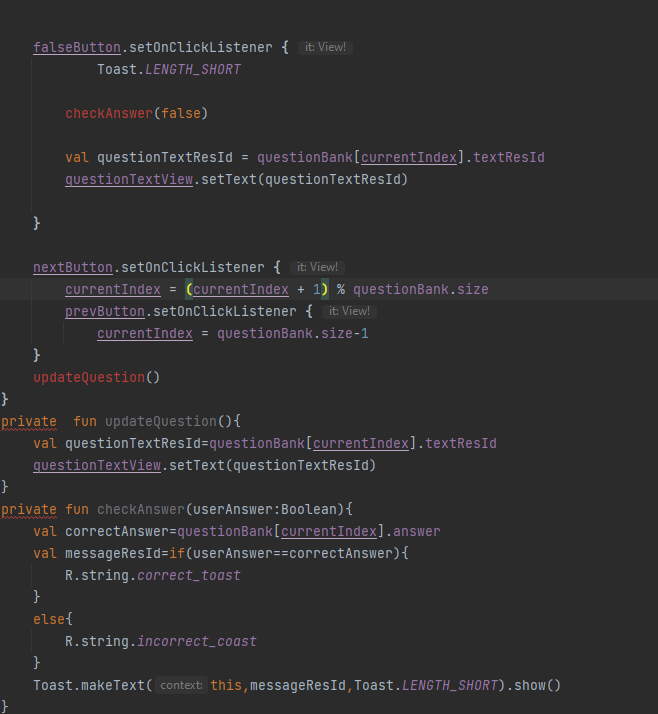 falseButton.setOnClickListener { it: View!
Toast.LENGTH_SHORT
checkAnswer(false)
val questionTextResId = questionBank[currentIndex].textResId
questionTextView.setText(questionTextResId)
}
nextButton.setOnClickListener { it: View!
currentIndex = (currentIndex + 1) % questionBank.size
prevButton.setOnClickListener { it: View!
currentIndex = questionBank.size-1
}
updateQuestion()
}
private  fun updateQuestion(){
val questionTextResId=questionBank[currentIndex].textResId
questionTextView.setText(questionTextResId)
}
private fun checkAnswer(userAnswer:Boolean){
val correctAnswer=questionBank[currentIndex].answer
val messageResId=if(userAnswer==correctAnswer){
R.string.correct_toast
}
else{
R.string.incorrect_coast
}
Toast.makeText( context: this,messageResId,Toast.LENGTH_SHORT).show()
}